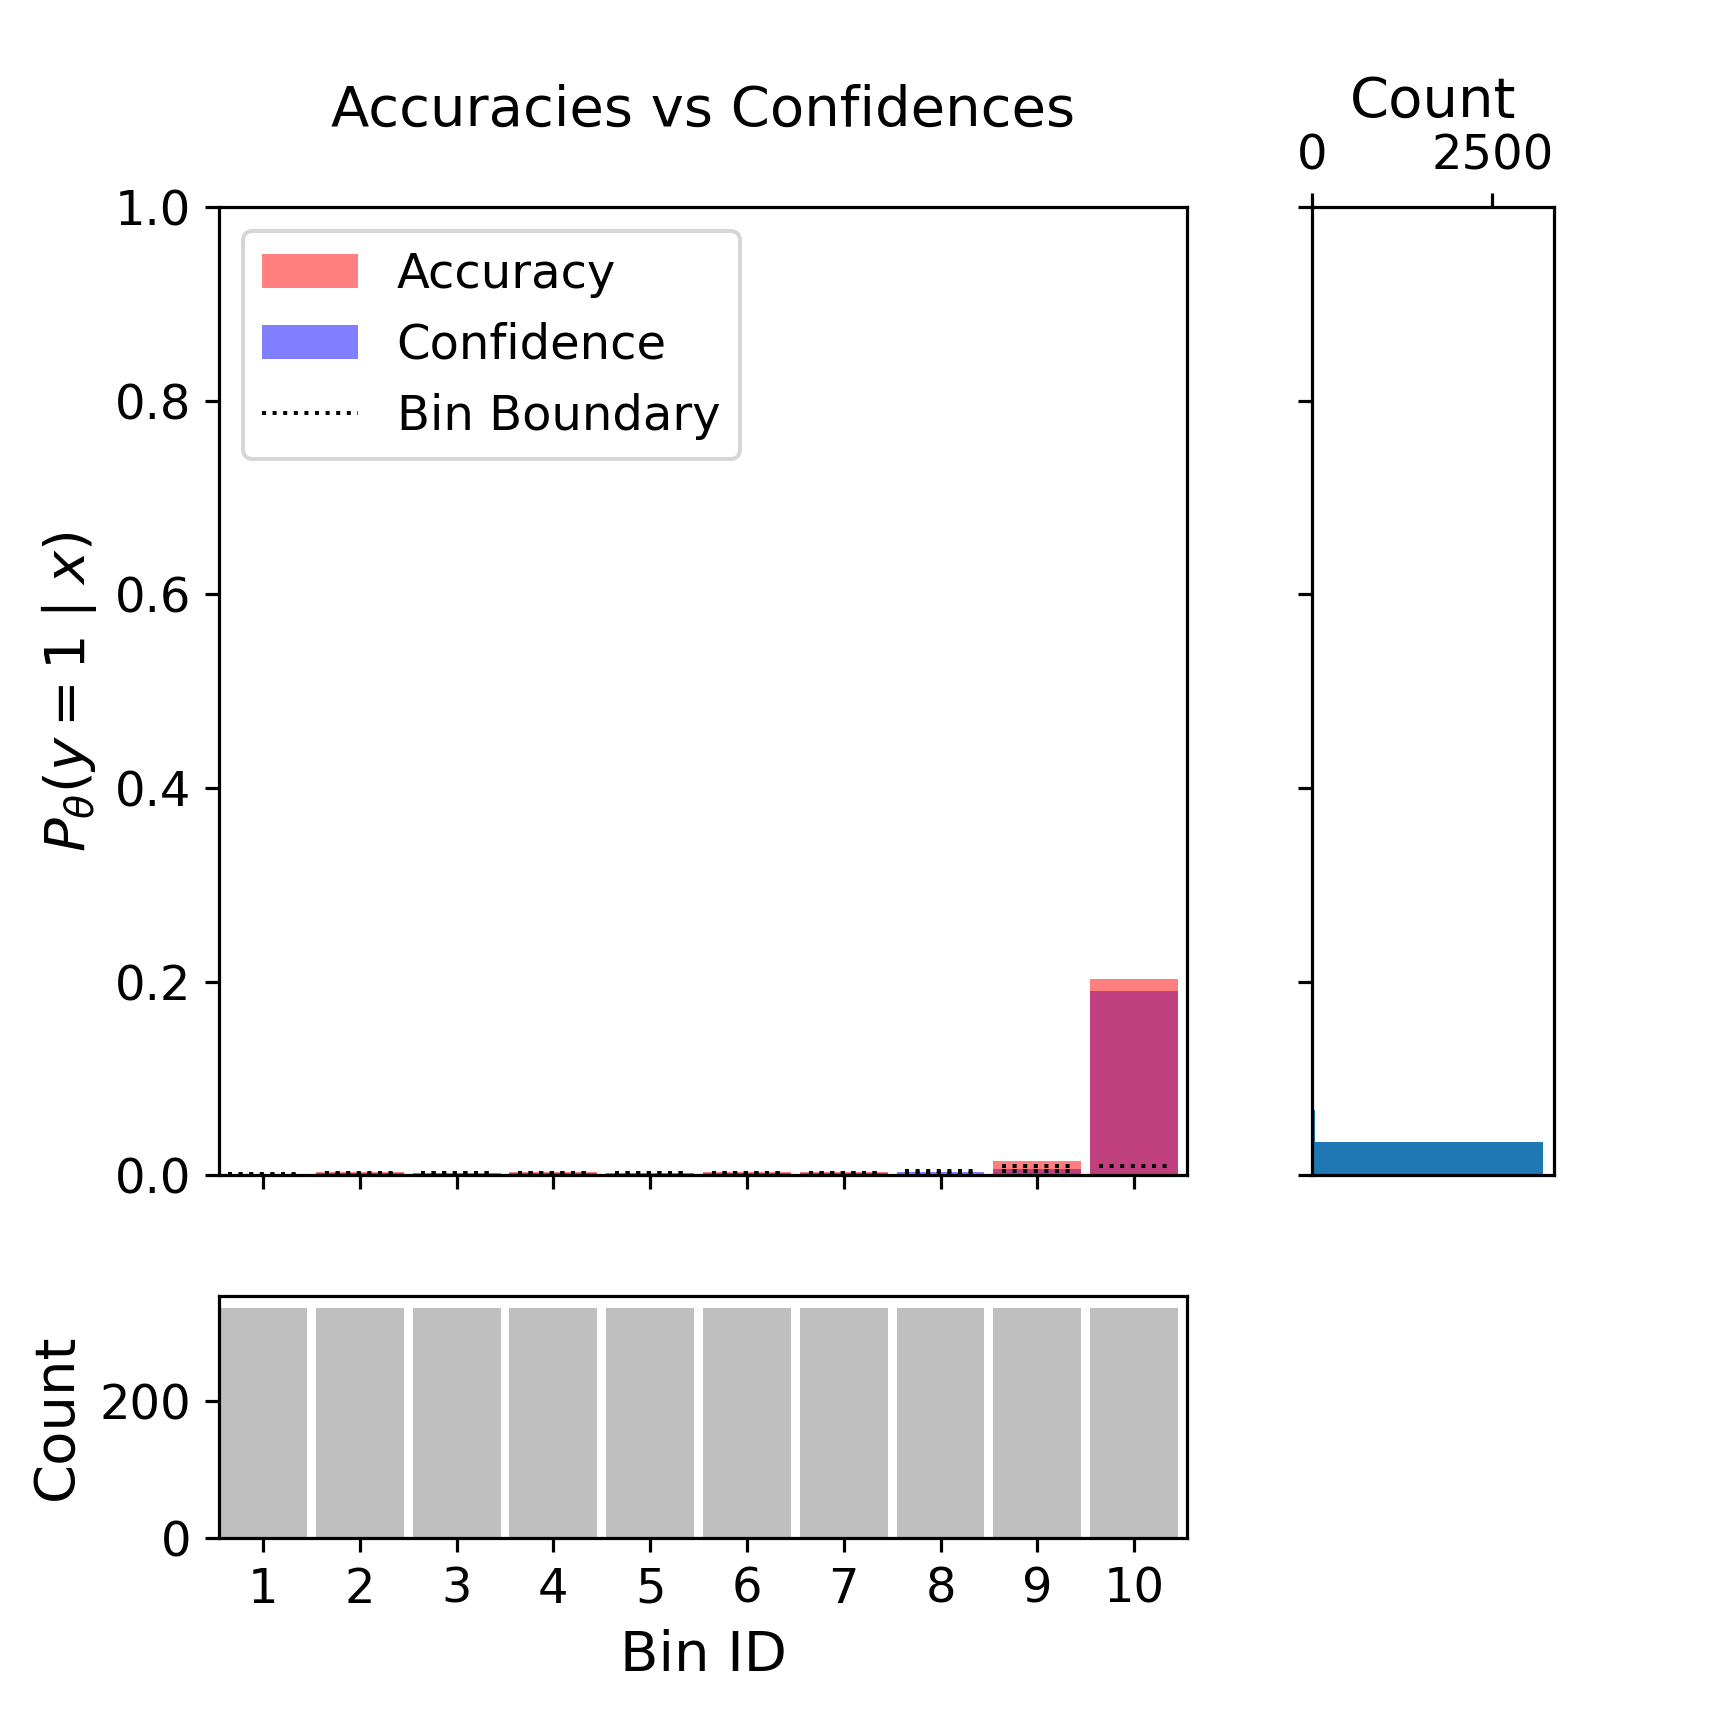 Accuracies vs Confidences
Count
0 2500
1.0
0.8
0.6
0.4
0.2
0.0
P_θ(y = 1 | x)
Accuracy
Confidence
Bin Boundary
Count
200
0
1 2 3 4 5 6 7 8 9 10
Bin ID